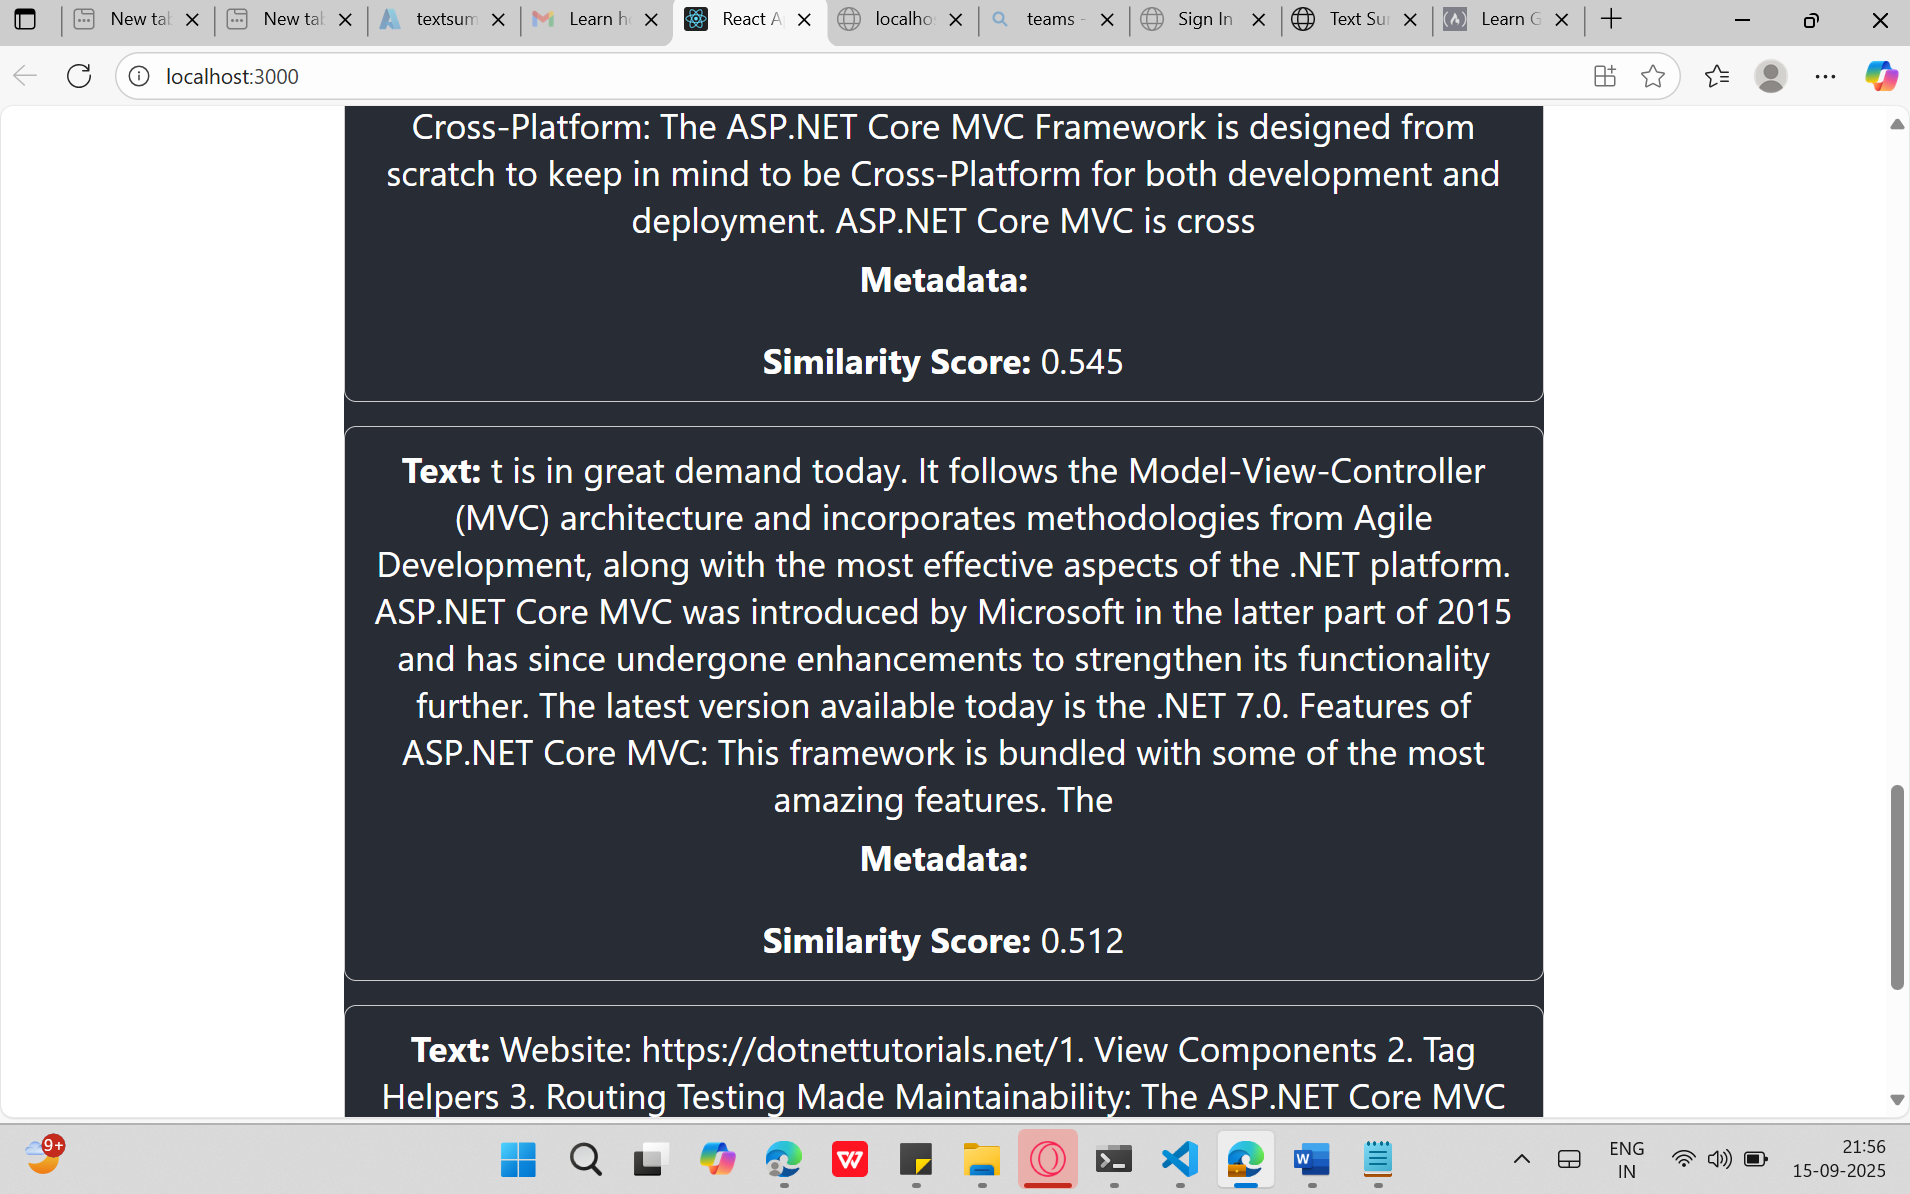 New tab
New tab
textsum
Learn h
React A
localho
teams -
Sign In
Text Su
Learn G
localhost:3000
Cross-Platform: The ASP.NET Core MVC Framework is designed from
scratch to keep in mind to be Cross-Platform for both development and
deployment. ASP.NET Core MVC is cross
Metadata:
Similarity Score: 0.545
Text: t is in great demand today. It follows the Model-View-Controller
(MVC) architecture and incorporates methodologies from Agile
Development, along with the most effective aspects of the .NET platform.
ASP.NET Core MVC was introduced by Microsoft in the latter part of 2015
and has since undergone enhancements to strengthen its functionality
further. The latest version available today is the .NET 7.0. Features of
ASP.NET Core MVC: This framework is bundled with some of the most
amazing features. The
Metadata:
Similarity Score: 0.512
Text: Website: https://dotnettutorials.net/1. View Components 2. Tag
Helpers 3. Routing Testing Made Maintainability: The ASP.NET Core MVC
9+
ENG
IN
21:56
15-09-2025